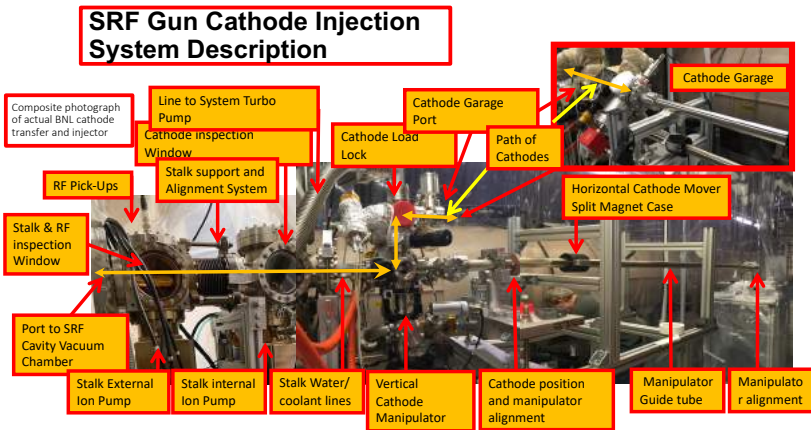 SRF Gun Cathode Injection
System Description
Composite photograph
of actual BNL cathode
transfer and injector
Line to System Turbo
Pump
Cathode inspection
Window
Stalk support and
Alignment System
RF Pick-Ups
Stalk & RF
inspection
Window
Port to SRF
Cavity Vacuum
Chamber
Cathode Load
Lock
Cathode Garage
Port
Path of
Cathodes
Cathode Garage
Horizontal Cathode Mover
Split Magnet Case
Stalk External
Ion Pump
Stalk internal
Ion Pump
Stalk Water/
coolant lines
Vertical
Cathode
Manipulator
Cathode position
and manipulator
alignment
Manipulator
Guide tube
Manipulato
r alignment